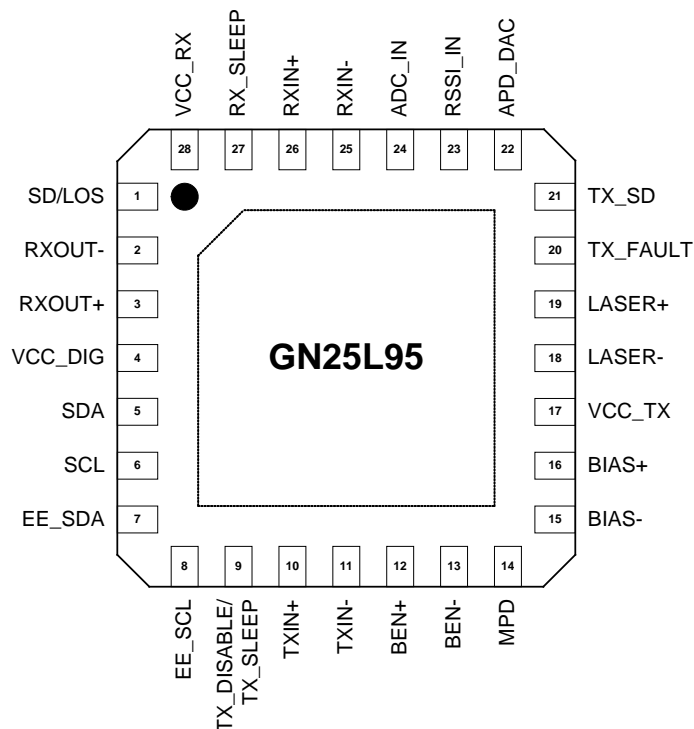 VCC_RX
RX_SLEEP
RXIN+
RXIN-
ADC_IN
RSSI_IN
APD_DAC
28
27
26
25
24
23
22
SD/LOS
1
21
TX_SD
RXOUT-
2
20
TX_FAULT
RXOUT+
3
19
LASER+
VCC_DIG
4
GN25L95
18
LASER-
SDA
5
17
VCC_TX
SCL
6
16
BIAS+
EE_SDA
7
15
BIAS-
8
9
10
11
12
13
14
EE_SCL
TX_DISABLE/
TX_SLEEP
TXIN+
TXIN-
BEN+
BEN-
MPD